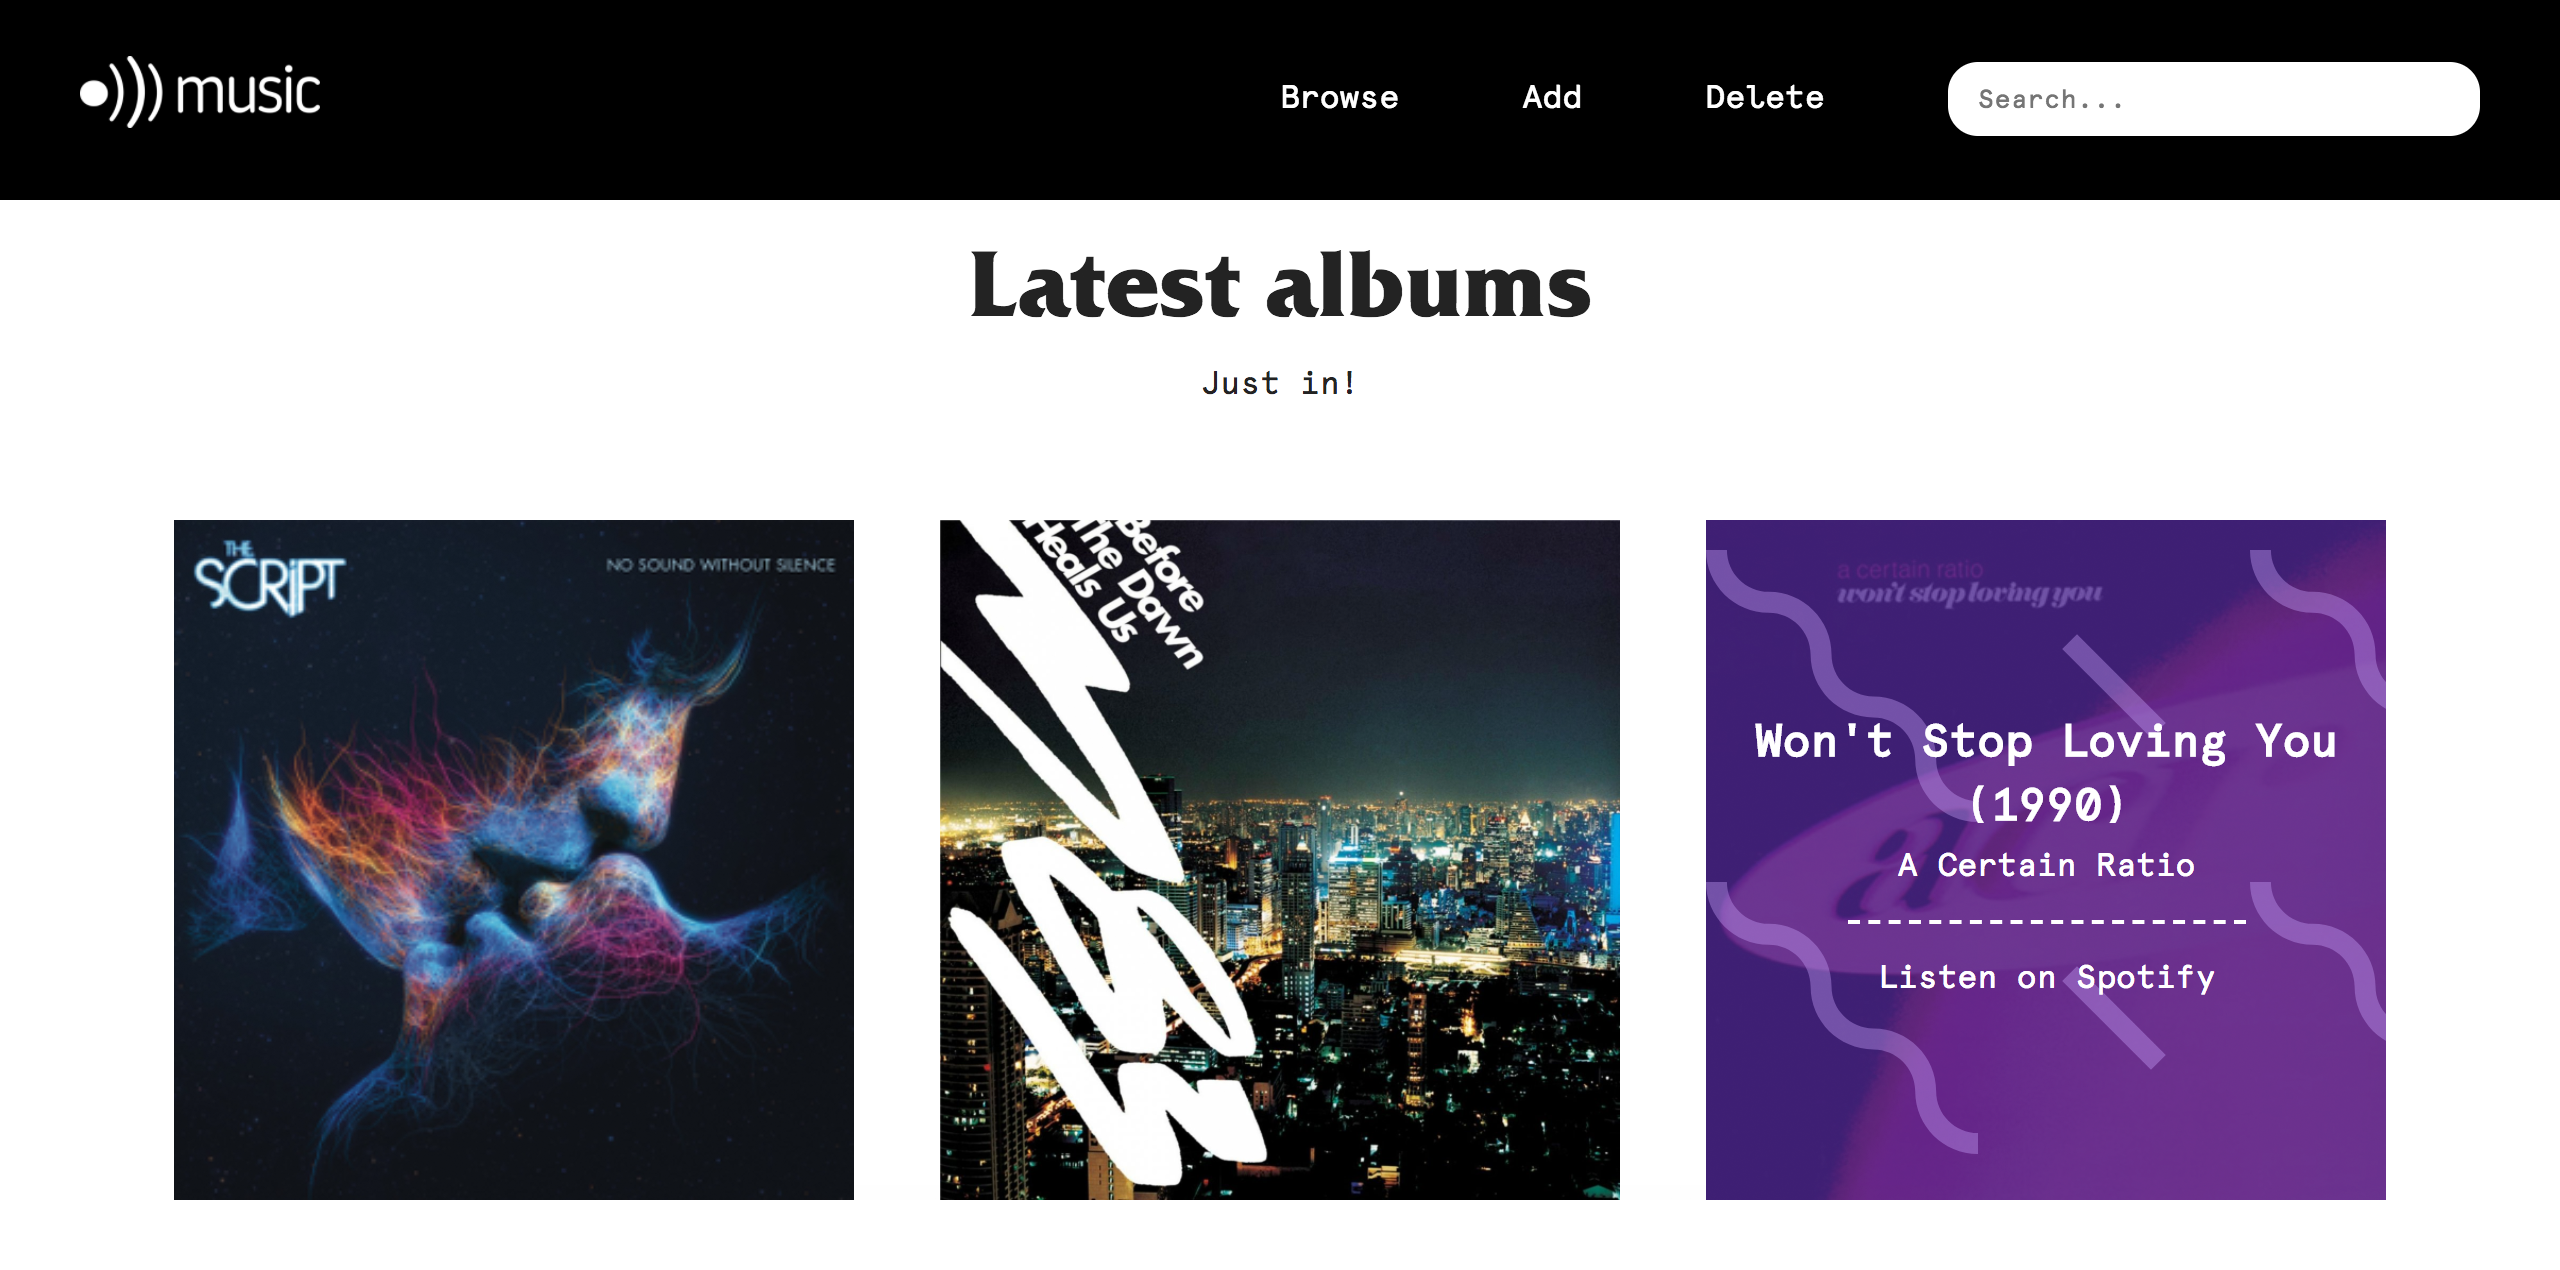 music
Browse
Add
Delete
Search...
Latest albums
Just in!
THE
SCRIPT
NO SOUND WITHOUT SILENCE
Before
The Dawn
Heals Us
M83
a certain ratio
won't stop loving you
Won't Stop Loving You
(1990)
A Certain Ratio
Listen on Spotify